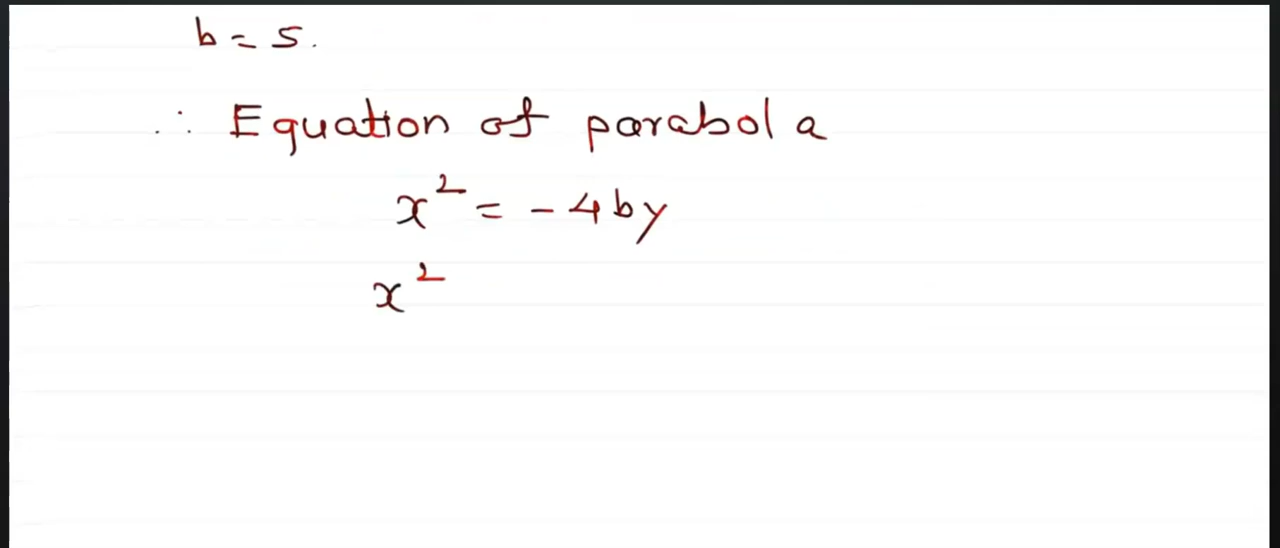 b = 5.
∴ Equation of parabola
x² = - 4by
x²